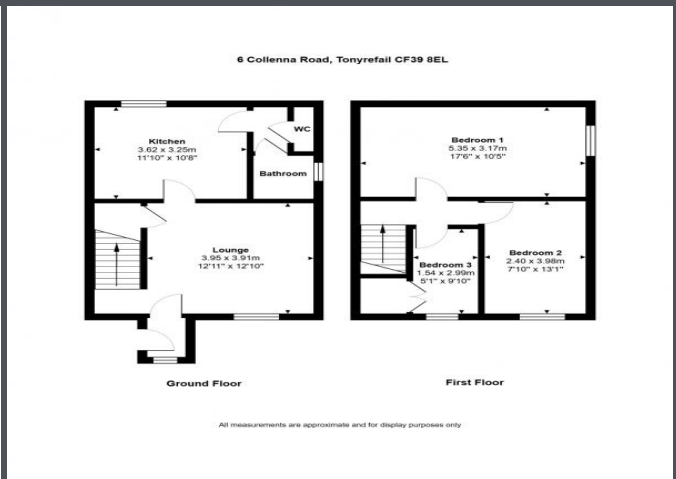 6 Collenna Road, Tonyrefail CF39 8EL
Kitchen
3.62 x 3.25m
11'10" x 10'8"
WC
Bathroom
Lounge
3.95 x 3.91m
12'11" x 12'10"
Ground Floor
Bedroom 1
5.35 x 3.17m
17'6" x 10'5"
Bedroom 3
1.54 x 2.99m
5'1" x 9'10"
Bedroom 2
2.40 x 3.98m
7'10" x 13'1"
First Floor
All measurements are approximate and for display purposes only